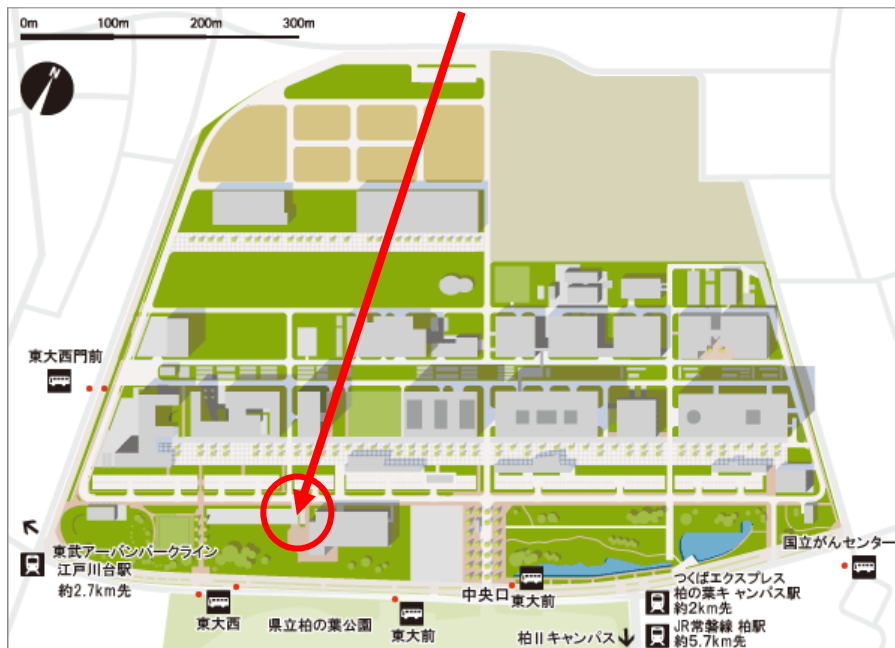 0m 100m 200m 300m
N
東大西門前
東武アーバンパークライン
江戸川台駅
約2.7km先
国立がんセンター
つくばエクスプレス
柏の葉キャンパス駅
約2km先
中央口
東大前
東大西
県立柏の葉公園
東大前
柏IIキャンパス
JR常磐線 柏駅
約5.7km先